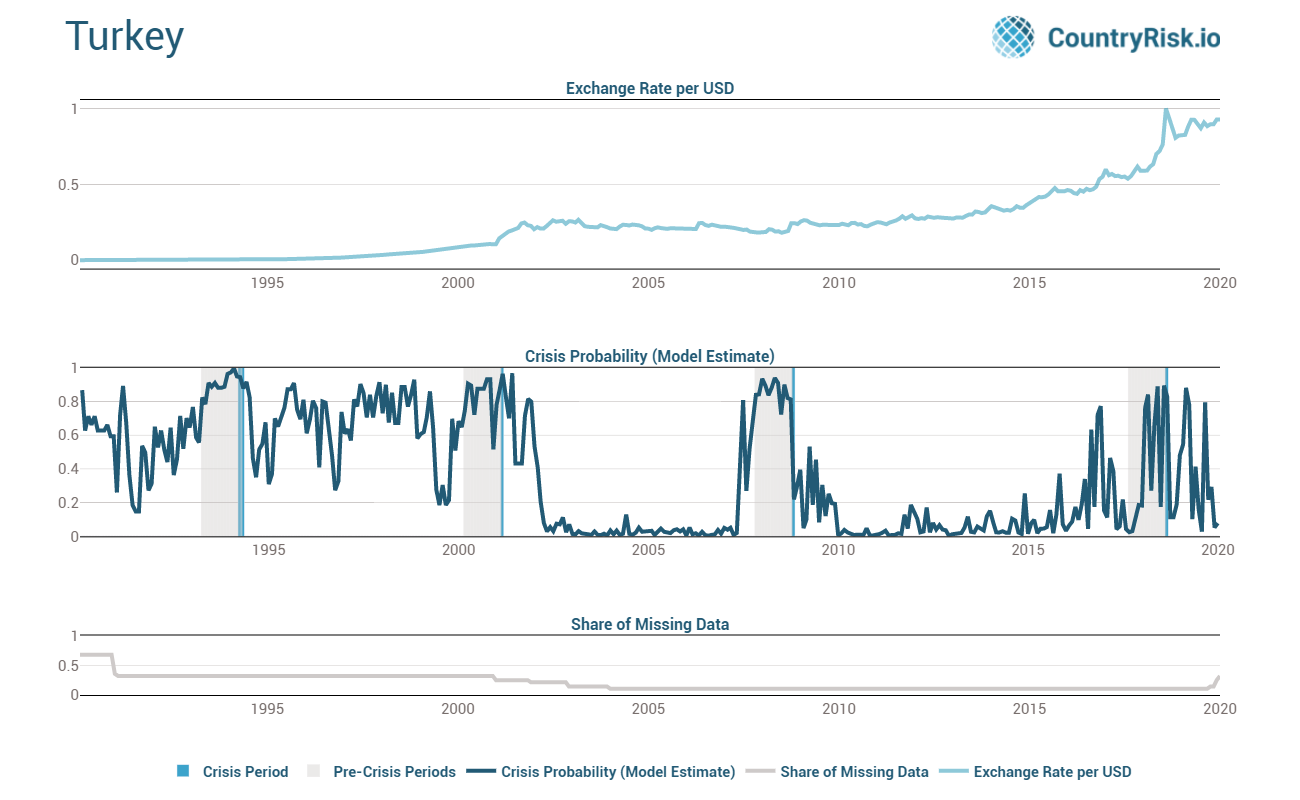 Turkey
CountryRisk.io
Exchange Rate per USD
1
0.5
0
1995 2000 2005 2010 2015 2020
Crisis Probability (Model Estimate)
1
0.8
0.6
0.4
0.2
0
1995 2000 2005 2010 2015 2020
Share of Missing Data
1
0.5
0
1995 2000 2005 2010 2015 2020
Crisis Period Pre-Crisis Periods Crisis Probability (Model Estimate) Share of Missing Data Exchange Rate per USD